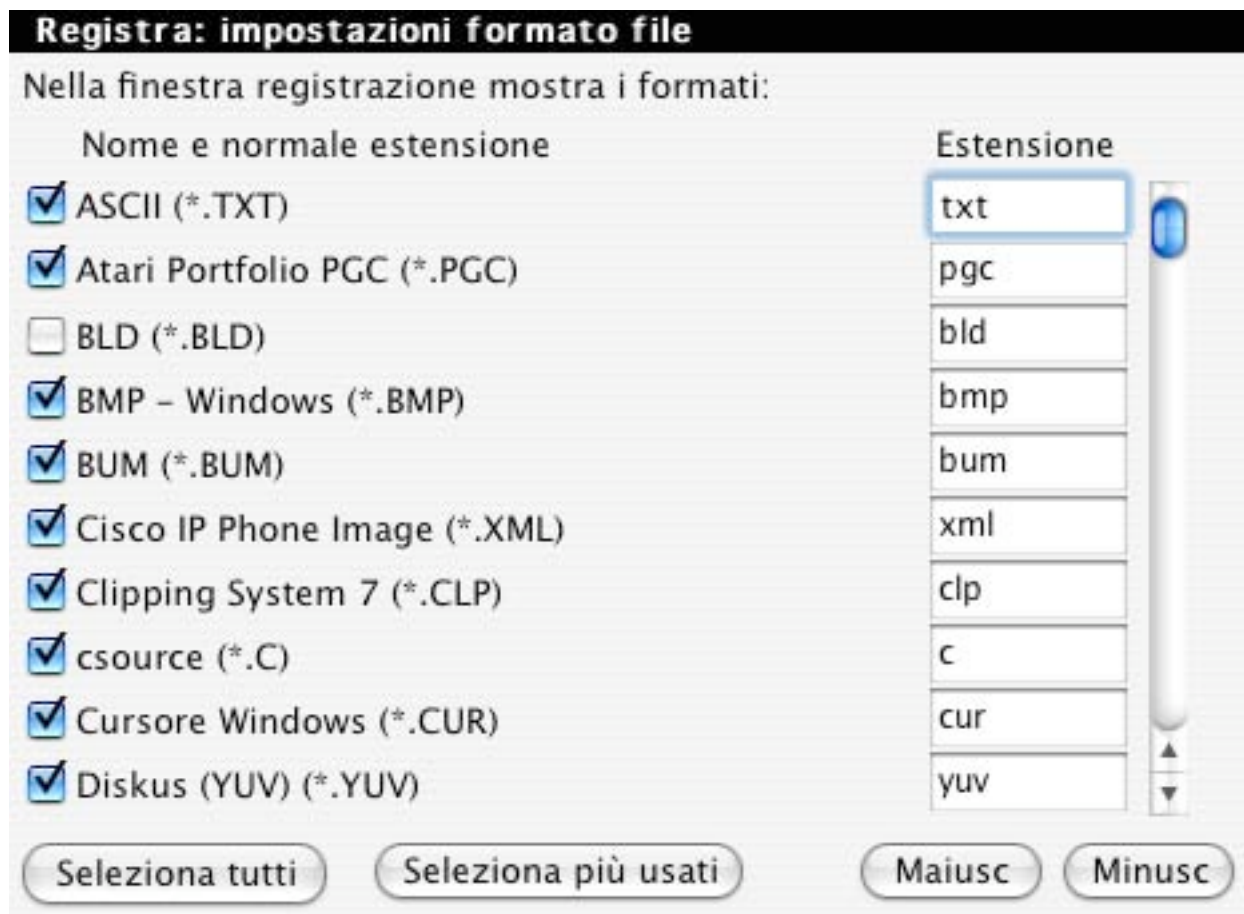 Registra: impostazioni formato file
Nella finestra registrazione mostra i formati:
Nome e normale estensione Estensione
ASCII (*.TXT) txt
Atari Portfolio PGC (*.PGC) pgc
BLD (*.BLD) bld
BMP – Windows (*.BMP) bmp
BUM (*.BUM) bum
Cisco IP Phone Image (*.XML) xml
Clipping System 7 (*.CLP) clp
csource (*.C) c
Cursore Windows (*.CUR) cur
Diskus (YUV) (*.YUV) yuv
Seleziona tutti Seleziona più usati Maiusc Minusc